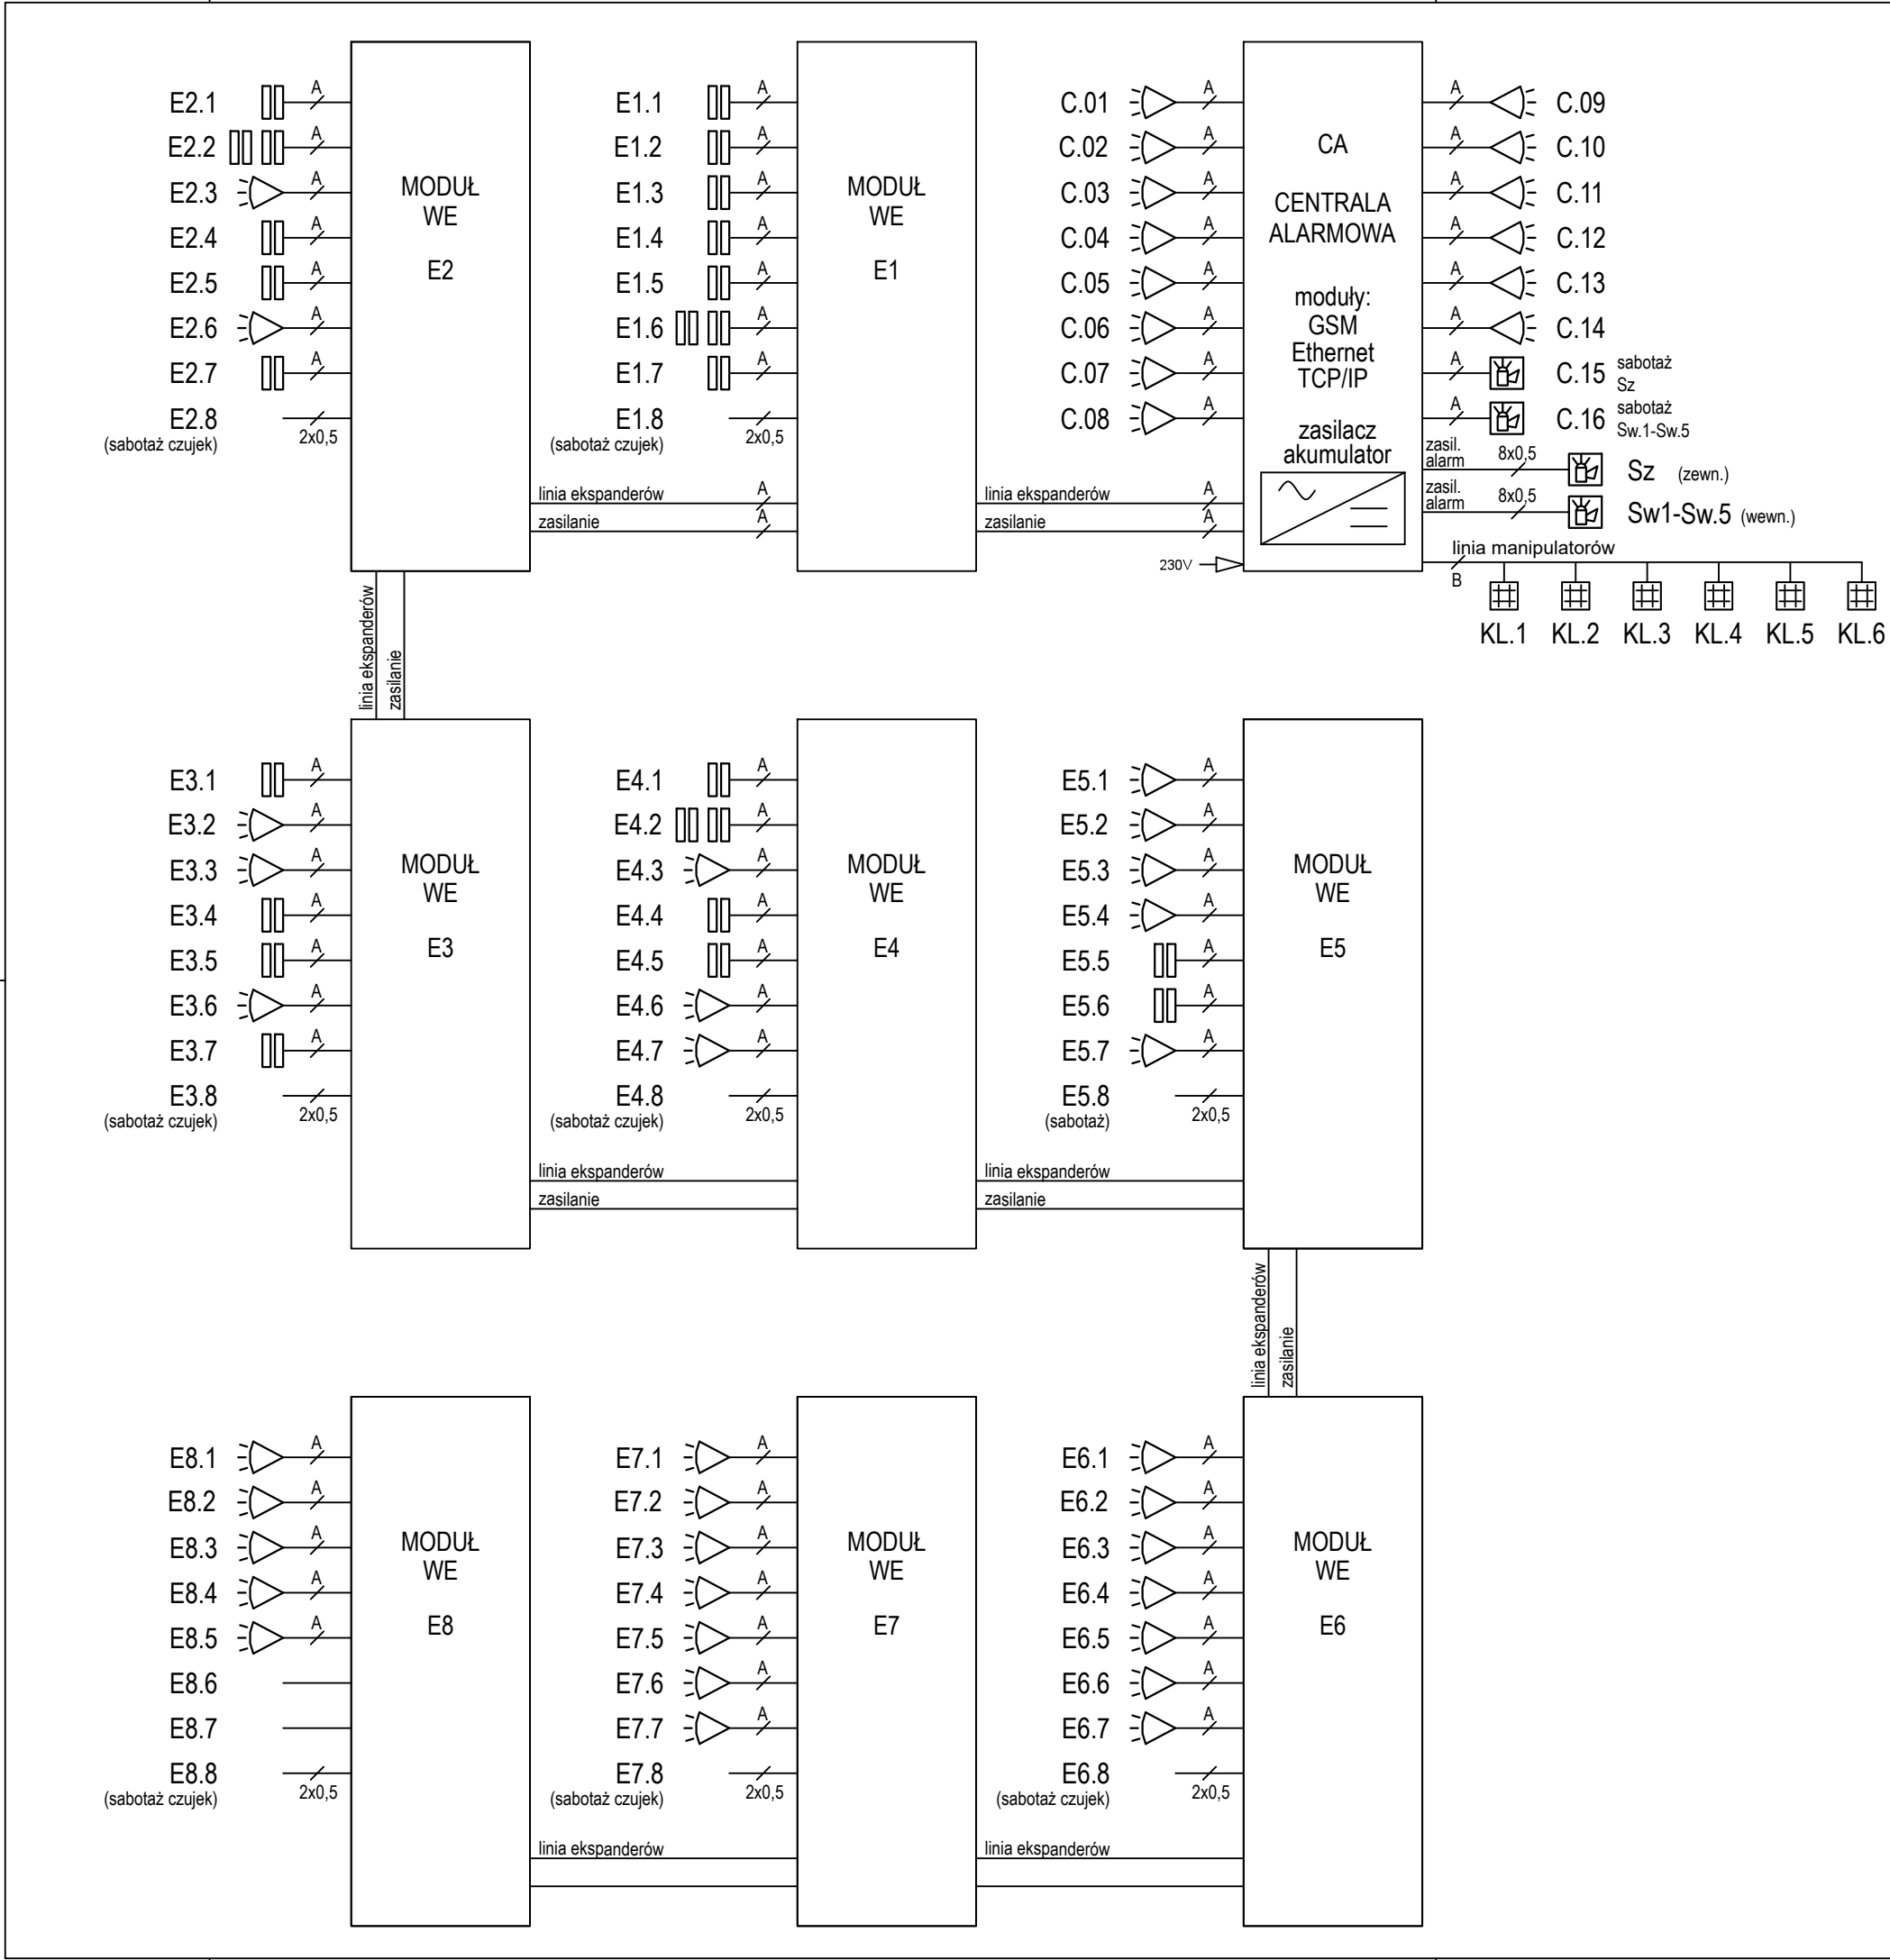 E2.1 A
E2.2 A
E2.3 A
E2.4 A
E2.5 A
E2.6 A
E2.7 A
E2.8
(sabotaż czujek) 2x0,5
MODUŁ
WE
E2
linia ekspanderów A
zasilanie A
E1.1 A
E1.2 A
E1.3 A
E1.4 A
E1.5 A
E1.6 A
E1.7 A
E1.8
(sabotaż czujek) 2x0,5
MODUŁ
WE
E1
linia ekspanderów A
zasilanie A
C.01 A
C.02 A
C.03 A
C.04 A
C.05 A
C.06 A
C.07 A
C.08 A
230V
CA
CENTRALA
ALARMOWA
moduły:
GSM
Ethernet
TCP/IP
zasilacz
akumulator
A C.09
A C.10
A C.11
A C.12
A C.13
A C.14
A C.15 sabotaż
Sz
A C.16 sabotaż
Sw.1-Sw.5
zasil.
alarm 8x0,5 Sz (zewn.)
zasil.
alarm 8x0,5 Sw1-Sw.5 (wewn.)
linia manipulatorów
B
KL.1 KL.2 KL.3 KL.4 KL.5 KL.6
linia ekspanderów
zasilanie
E3.1 A
E3.2 A
E3.3 A
E3.4 A
E3.5 A
E3.6 A
E3.7 A
E3.8
(sabotaż czujek) 2x0,5
MODUŁ
WE
E3
linia ekspanderów
zasilanie
E4.1 A
E4.2 A
E4.3 A
E4.4 A
E4.5 A
E4.6 A
E4.7 A
E4.8
(sabotaż czujek) 2x0,5
MODUŁ
WE
E4
linia ekspanderów
zasilanie
E5.1 A
E5.2 A
E5.3 A
E5.4 A
E5.5 A
E5.6 A
E5.7 A
E5.8
(sabotaż) 2x0,5
MODUŁ
WE
E5
linia ekspanderów
zasilanie
E8.1 A
E8.2 A
E8.3 A
E8.4 A
E8.5 A
E8.6
E8.7
E8.8
(sabotaż czujek) 2x0,5
MODUŁ
WE
E8
linia ekspanderów
E7.1 A
E7.2 A
E7.3 A
E7.4 A
E7.5 A
E7.6 A
E7.7 A
E7.8
(sabotaż czujek) 2x0,5
MODUŁ
WE
E7
linia ekspanderów
E6.1 A
E6.2 A
E6.3 A
E6.4 A
E6.5 A
E6.6 A
E6.7 A
E6.8
(sabotaż czujek) 2x0,5
MODUŁ
WE
E6